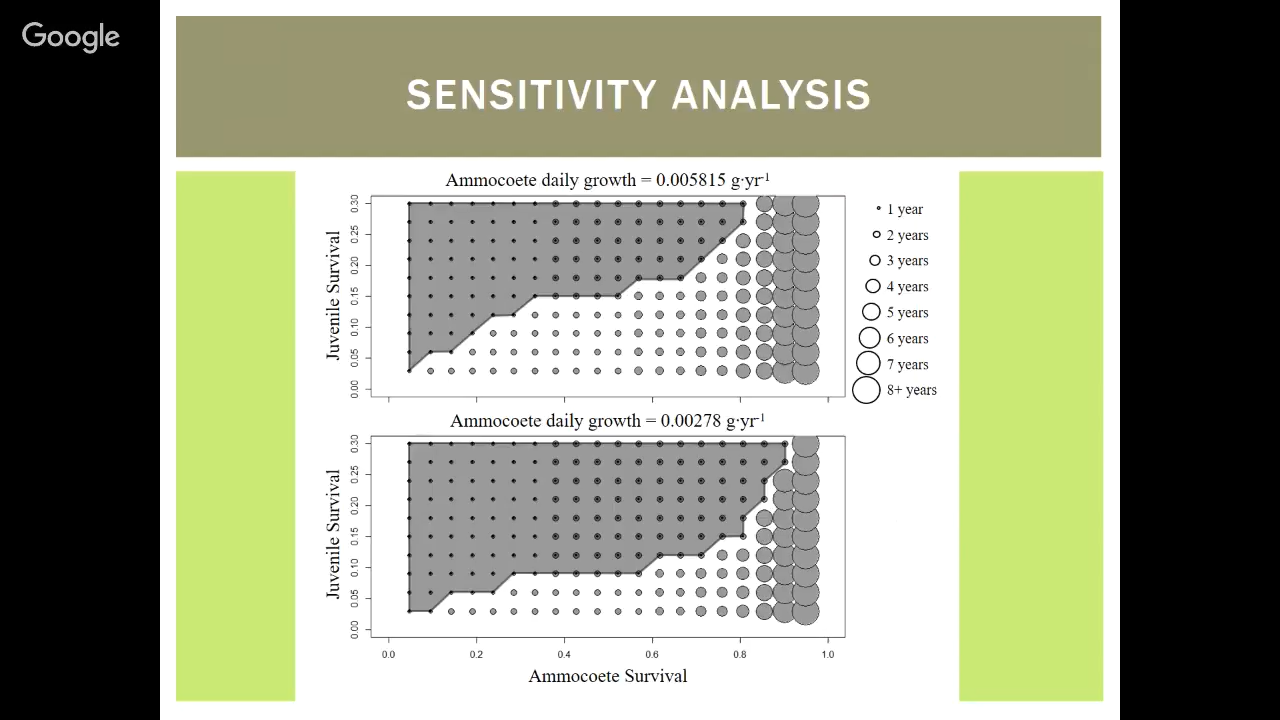 Google
SENSITIVITY ANALYSIS
Ammocoete daily growth = 0.005815 g·yr⁻¹
Juvenile Survival
0.30
0.25
0.20
0.15
0.10
0.05
0.00
1 year
2 years
3 years
4 years
5 years
6 years
7 years
8+ years
Ammocoete daily growth = 0.00278 g·yr⁻¹
Juvenile Survival
0.30
0.25
0.20
0.15
0.10
0.05
0.00
0.0 0.2 0.4 0.6 0.8 1.0
Ammocoete Survival